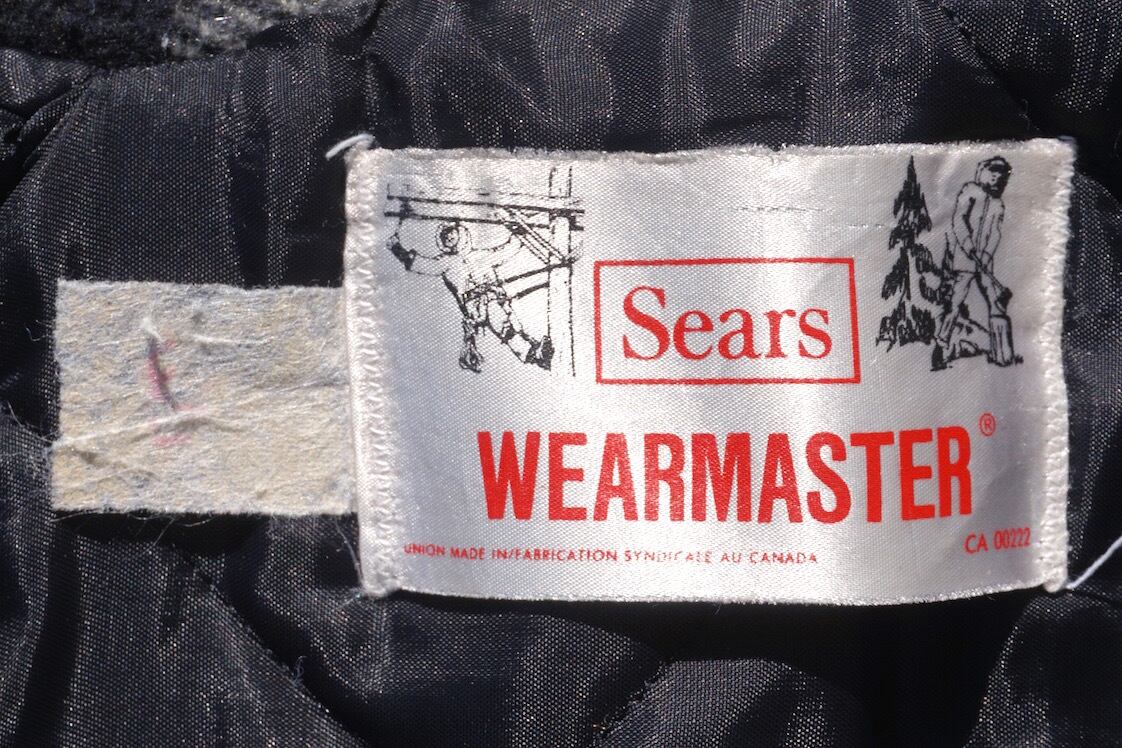 Sears
WEARMASTER®
UNION MADE IN/FABRICATION SYNDICALE AU CANADA
CA 00222